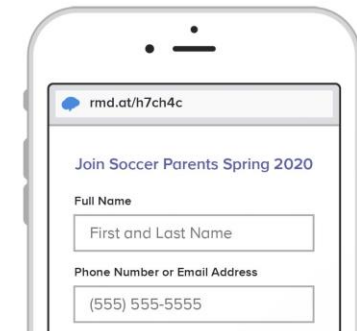 rmd.at/h7ch4c
Join Soccer Parents Spring 2020
Full Name
First and Last Name
Phone Number or Email Address
(555) 555-5555